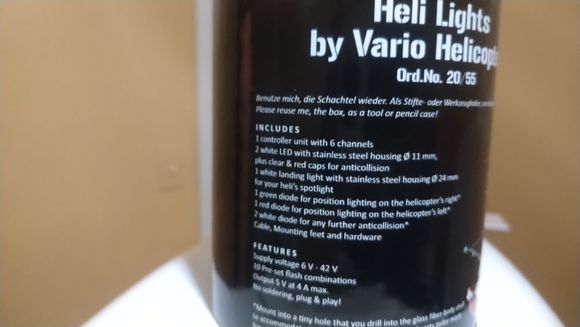 Heli Lights
by Vario Helicopte
Ord.No. 20/55
Benutze mich, die Schachtel wieder. Als Stifte- oder Werkzeughalter,
Please reuse me, the box, as a tool or pencil case!
INCLUDES
1 controller unit with 6 channels
2 white LED with stainless steel housing Ø 11 mm,
plus clear & red caps for anticollision
1 white landing light with stainless steel housing Ø 24 mm
for your heli's spotlight
1 green diode for position lighting on the helicopter's right*
1 red diode for position lighting on the helicopter's left*
2 white diode for any further anticollision*
Cable, Mounting feet and hardware
FEATURES
Supply voltage 6 V - 42 V
10 Pre-set flash combinations
Output 5 V at 4 A max.
No soldering, plug & play!
*Mount into a tiny hole that you drill into the glass fiber body shell
to accommodate